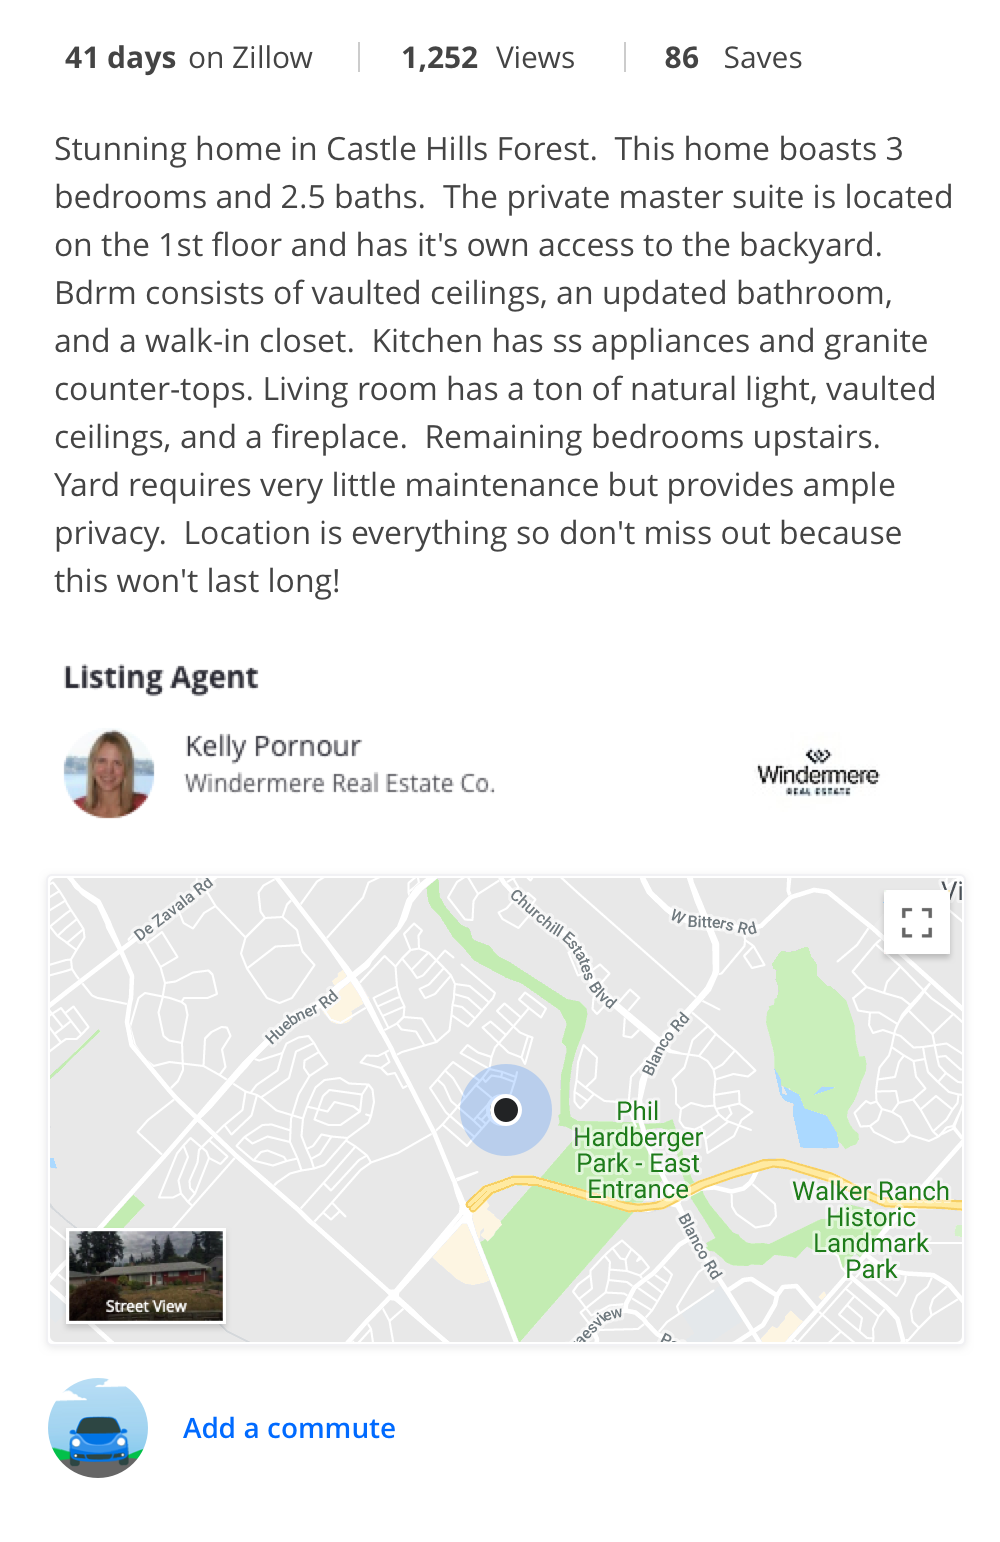 41 days on Zillow 1,252 Views 86 Saves
Stunning home in Castle Hills Forest. This home boasts 3
bedrooms and 2.5 baths. The private master suite is located
on the 1st floor and has it's own access to the backyard.
Bdrm consists of vaulted ceilings, an updated bathroom,
and a walk-in closet. Kitchen has ss appliances and granite
counter-tops. Living room has a ton of natural light, vaulted
ceilings, and a fireplace. Remaining bedrooms upstairs.
Yard requires very little maintenance but provides ample
privacy. Location is everything so don't miss out because
this won't last long!
Listing Agent
Kelly Pornour
Windermere Real Estate Co.
Windermere
REAL ESTATE
De Zavala Rd
Churchill Estates Blvd
W Bitters Rd
Vi
Huebner Rd
Blanco Rd
Phil
Hardberger
Park - East
Entrance
Walker Ranch
Historic
Landmark
Park
Blanco Rd
Street View
aesview
Add a commute